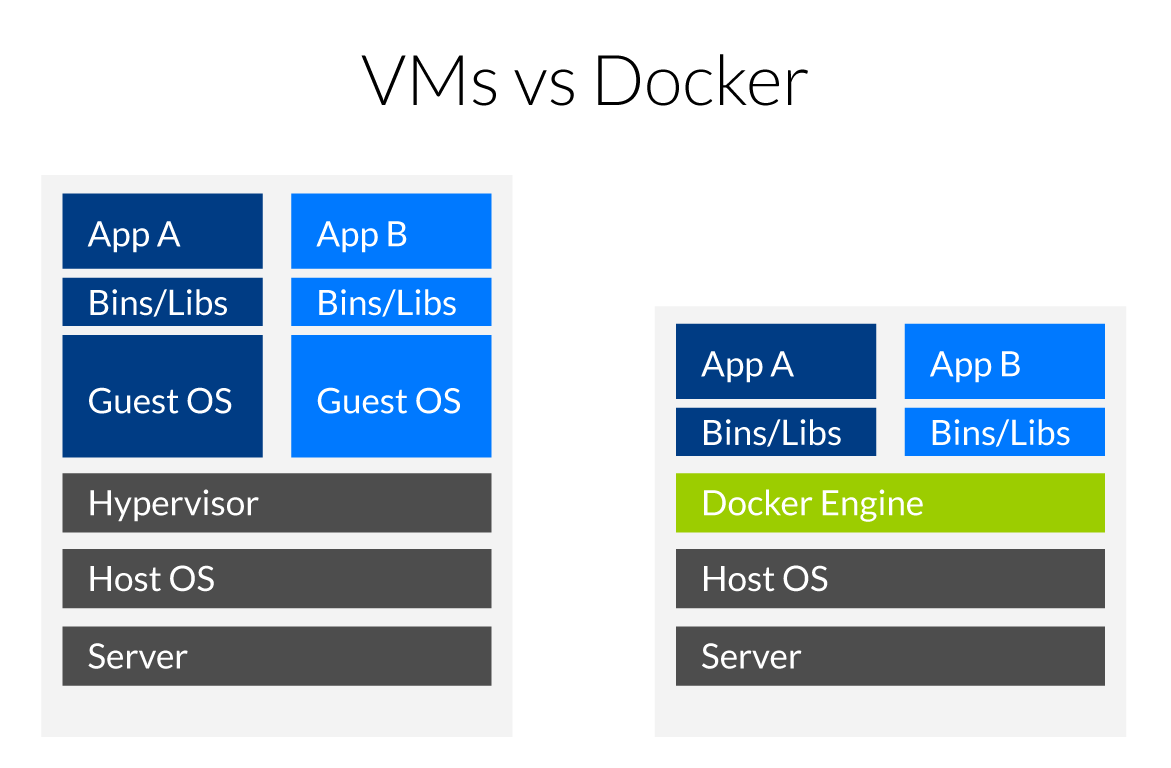 VMs vs Docker
App A
App B
Bins/Libs
Bins/Libs
Guest OS
Guest OS
Hypervisor
Host OS
Server
App A
App B
Bins/Libs
Bins/Libs
Docker Engine
Host OS
Server